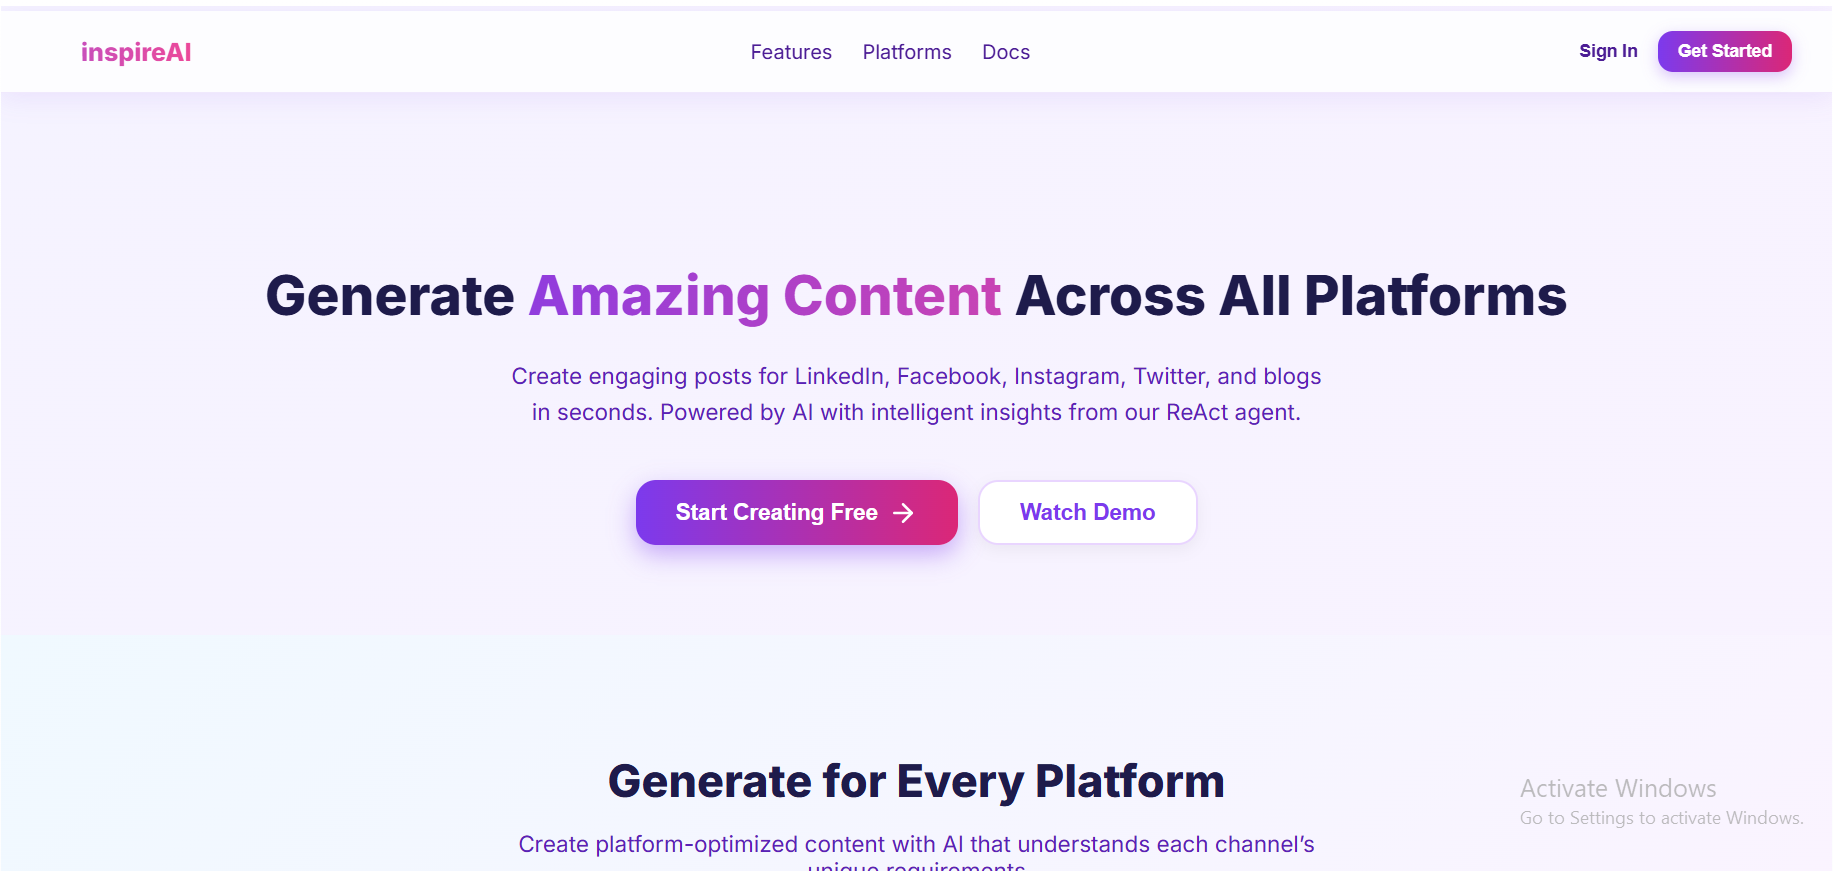 inspireAI
Features
Platforms
Docs
Sign In
Get Started
Generate Amazing Content Across All Platforms
Create engaging posts for LinkedIn, Facebook, Instagram, Twitter, and blogs
in seconds. Powered by AI with intelligent insights from our ReAct agent.
Start Creating Free →
Watch Demo
Generate for Every Platform
Create platform-optimized content with AI that understands each channel’s
unique requirements
Activate Windows
Go to Settings to activate Windows.